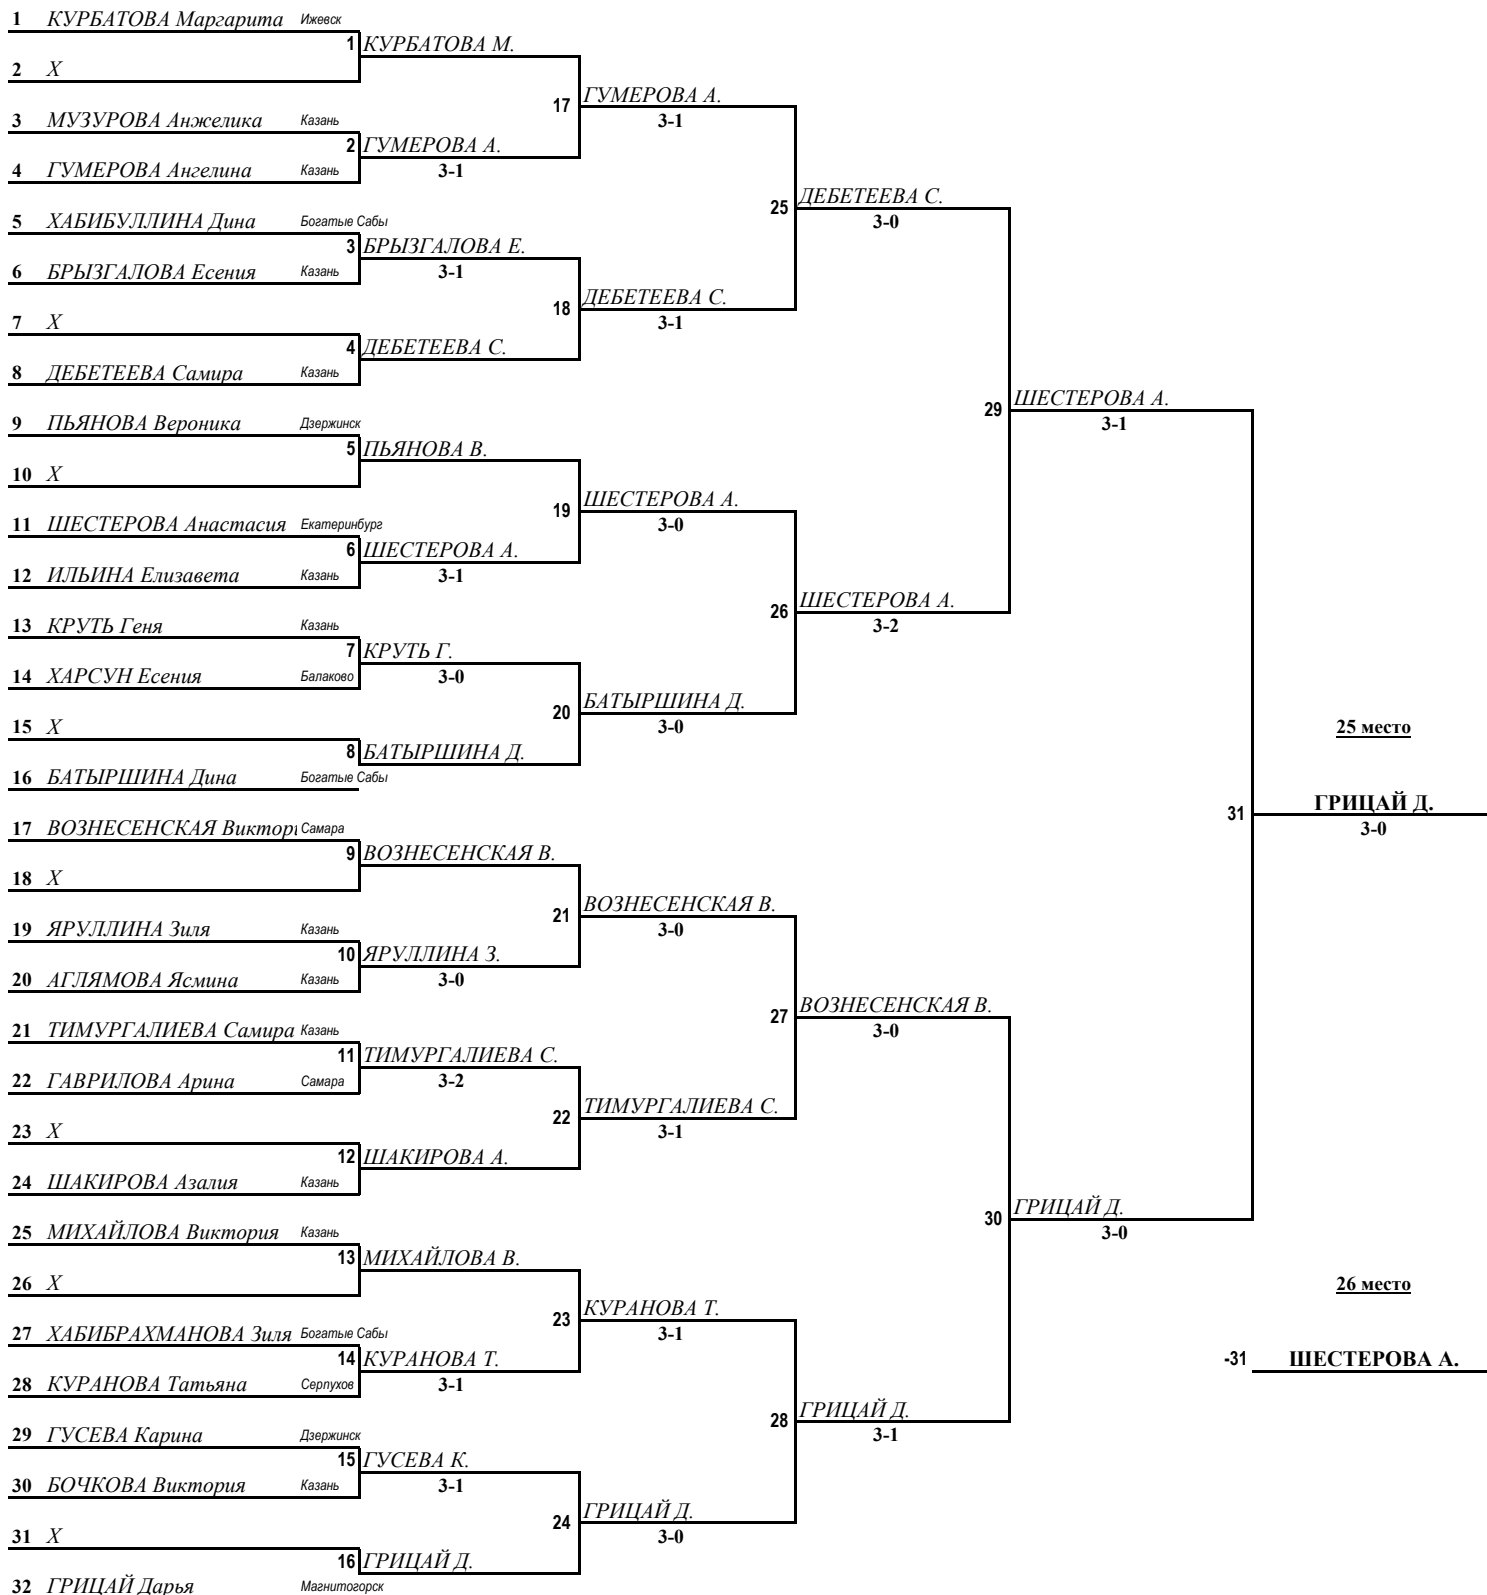 1 КУРБАТОВА Маргарита Ижевск
1 КУРБАТОВА М.
2 X
17 ГУМЕРОВА А.
3-1
3 МУЗУРОВА Анжелика Казань
2 ГУМЕРОВА А.
3-1
4 ГУМЕРОВА Ангелина Казань
25 ДЕБЕТЕЕВА С.
3-0
5 ХАБИБУЛЛИНА Дина Богатые Сабы
3 БРЫЗГАЛОВА Е.
3-1
6 БРЫЗГАЛОВА Есения Казань
18 ДЕБЕТЕЕВА С.
3-1
7 X
4 ДЕБЕТЕЕВА С.
8 ДЕБЕТЕЕВА Самира Казань
29 ШЕСТЕРОВА А.
3-1
9 ПЬЯНОВА Вероника Дзержинск
5 ПЬЯНОВА В.
10 X
19 ШЕСТЕРОВА А.
3-0
11 ШЕСТЕРОВА Анастасия Екатеринбург
6 ШЕСТЕРОВА А.
3-1
12 ИЛЬИНА Елизавета Казань
26 ШЕСТЕРОВА А.
3-2
13 КРУТЬ Геня Казань
7 КРУТЬ Г.
3-0
14 ХАРСУН Есения Балаково
20 БАТЫРШИНА Д.
3-0
15 X
8 БАТЫРШИНА Д.
16 БАТЫРШИНА Дина Богатые Сабы
25 место
31 ГРИЦАЙ Д.
3-0
17 ВОЗНЕСЕНСКАЯ Виктори Самара
9 ВОЗНЕСЕНСКАЯ В.
18 X
21 ВОЗНЕСЕНСКАЯ В.
3-0
19 ЯРУЛЛИНА Зиля Казань
10 ЯРУЛЛИНА З.
3-0
20 АГЛЯМОВА Ясмина Казань
27 ВОЗНЕСЕНСКАЯ В.
3-0
21 ТИМУРГАЛИЕВА Самира Казань
11 ТИМУРГАЛИЕВА С.
3-2
22 ГАВРИЛОВА Арина Самара
22 ТИМУРГАЛИЕВА С.
3-1
23 X
12 ШАКИРОВА А.
24 ШАКИРОВА Азалия Казань
30 ГРИЦАЙ Д.
3-0
25 МИХАЙЛОВА Виктория Казань
13 МИХАЙЛОВА В.
26 X
23 КУРАНОВА Т.
3-1
26 место
27 ХАБИБРАХМАНОВА Зиля Богатые Сабы
14 КУРАНОВА Т.
3-1
-31 ШЕСТЕРОВА А.
28 КУРАНОВА Татьяна Серпухов
28 ГРИЦАЙ Д.
3-1
29 ГУСЕВА Карина Дзержинск
15 ГУСЕВА К.
3-1
30 БОЧКОВА Виктория Казань
24 ГРИЦАЙ Д.
3-0
31 X
16 ГРИЦАЙ Д.
32 ГРИЦАЙ Дарья Магнитогорск